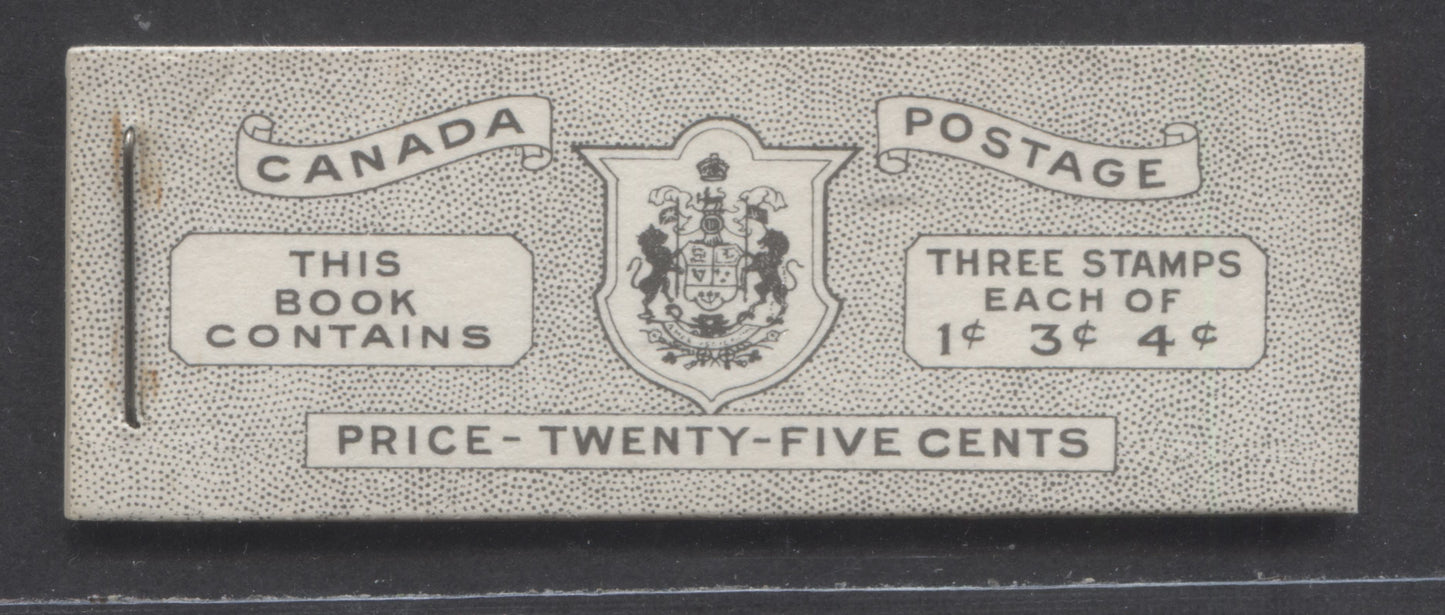 CANADA
POSTAGE
THIS
BOOK
CONTAINS
THREE STAMPS
EACH OF
1¢ 3¢ 4¢
PRICE - TWENTY-FIVE CENTS